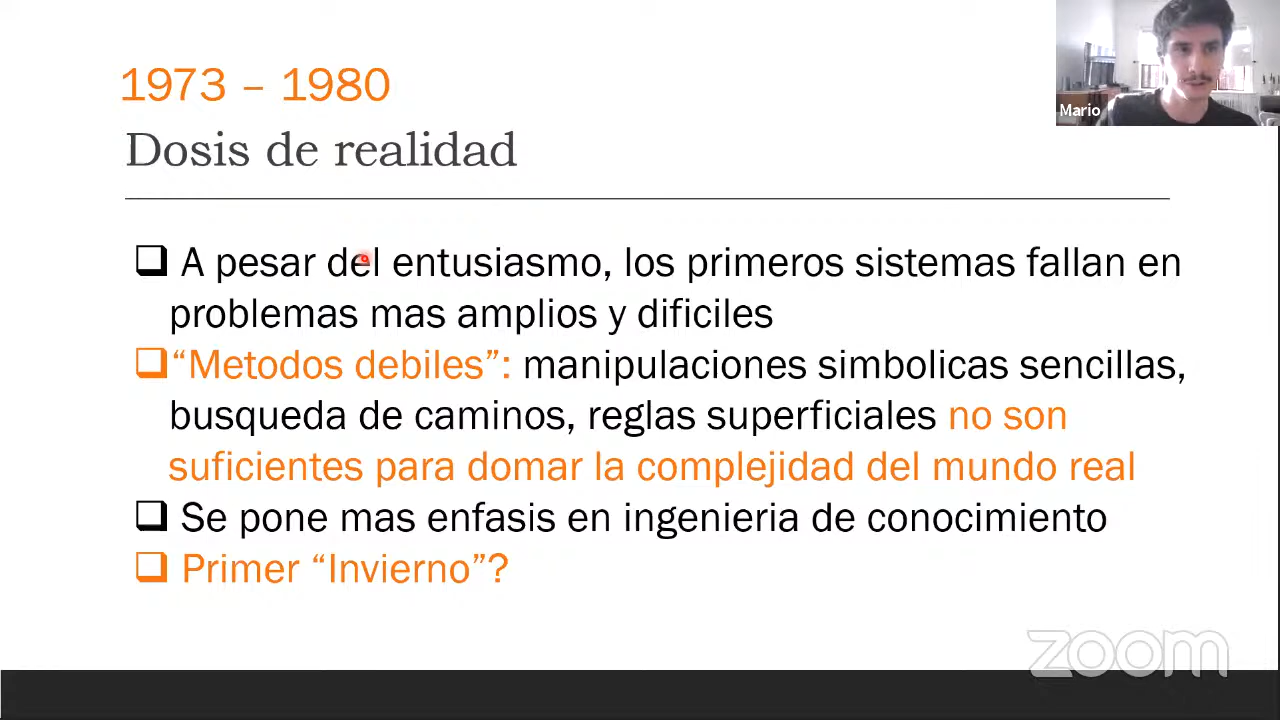 1973 – 1980
Mario
Dosis de realidad
A pesar del entusiasmo, los primeros sistemas fallan en
problemas mas amplios y dificiles
“Metodos debiles”: manipulaciones simbolicas sencillas,
busqueda de caminos, reglas superficiales no son
suficientes para domar la complejidad del mundo real
Se pone mas enfasis en ingenieria de conocimiento
Primer “Invierno”?
zoom